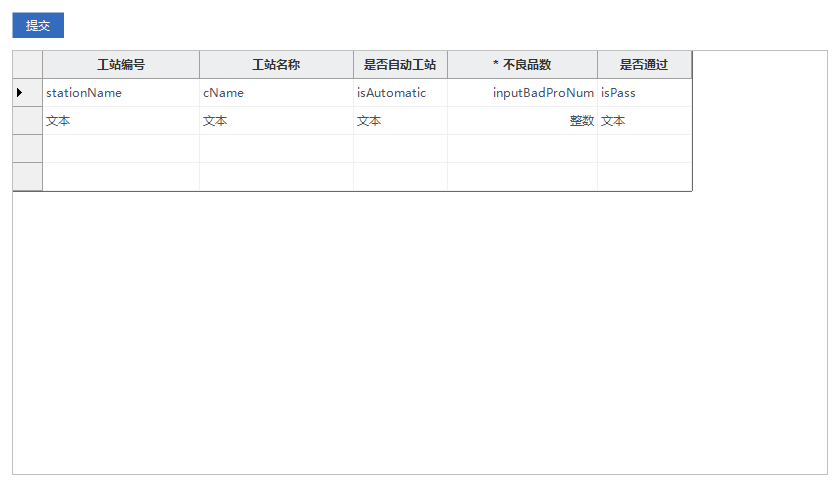 提交
工站编号 工站名称 是否自动工站 * 不良品数 是否通过
stationName cName isAutomatic inputBadProNum isPass
文本 文本 文本 整数 文本